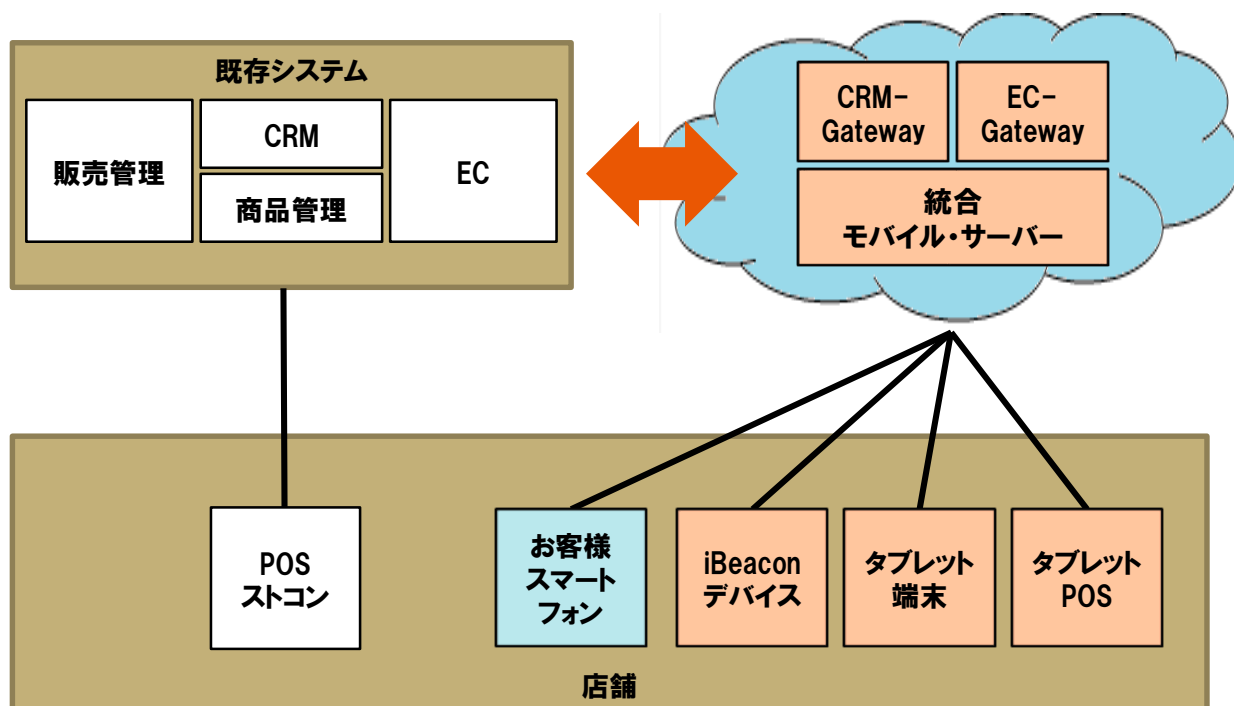 既存システム
販売管理
CRM
商品管理
EC
CRM-
Gateway
EC-
Gateway
統合
モバイル・サーバー
POS
ストコン
お客様
スマート
フォン
iBeacon
デバイス
タブレット
端末
タブレット
POS
店舗